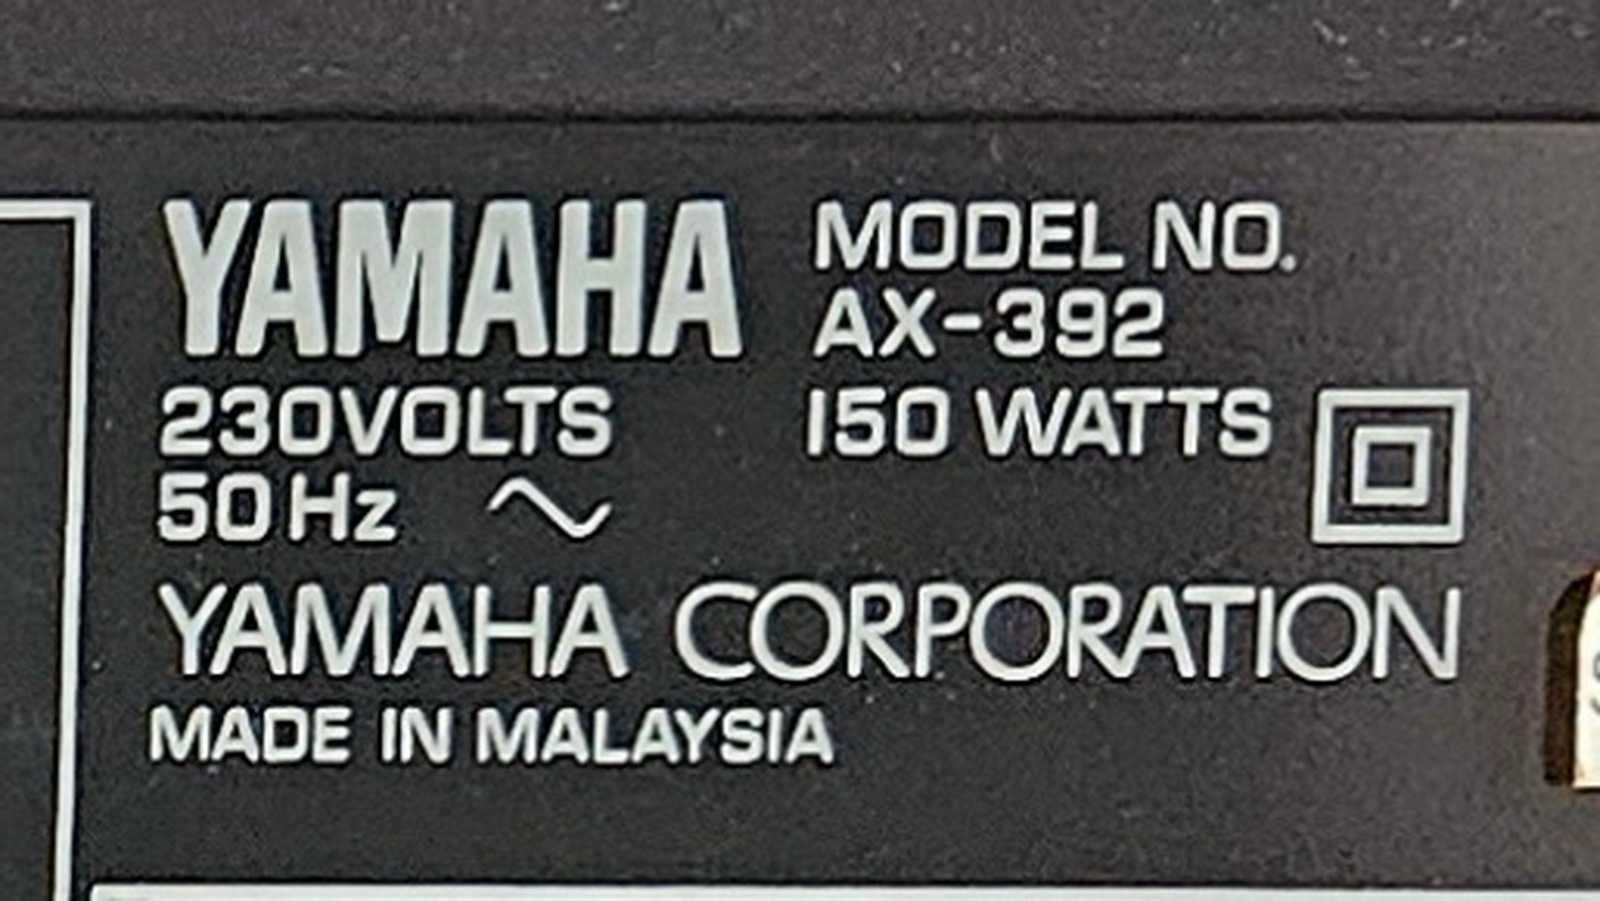 YAMAHA MODEL NO.
AX-392
230VOLTS 150 WATTS
50Hz
YAMAHA CORPORATION
MADE IN MALAYSIA